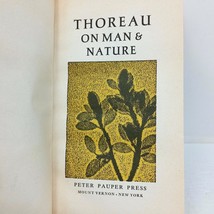 THOREAU
ON MAN &
NATURE
PETER PAUPER PRESS
MOUNT VERNON · NEW YORK